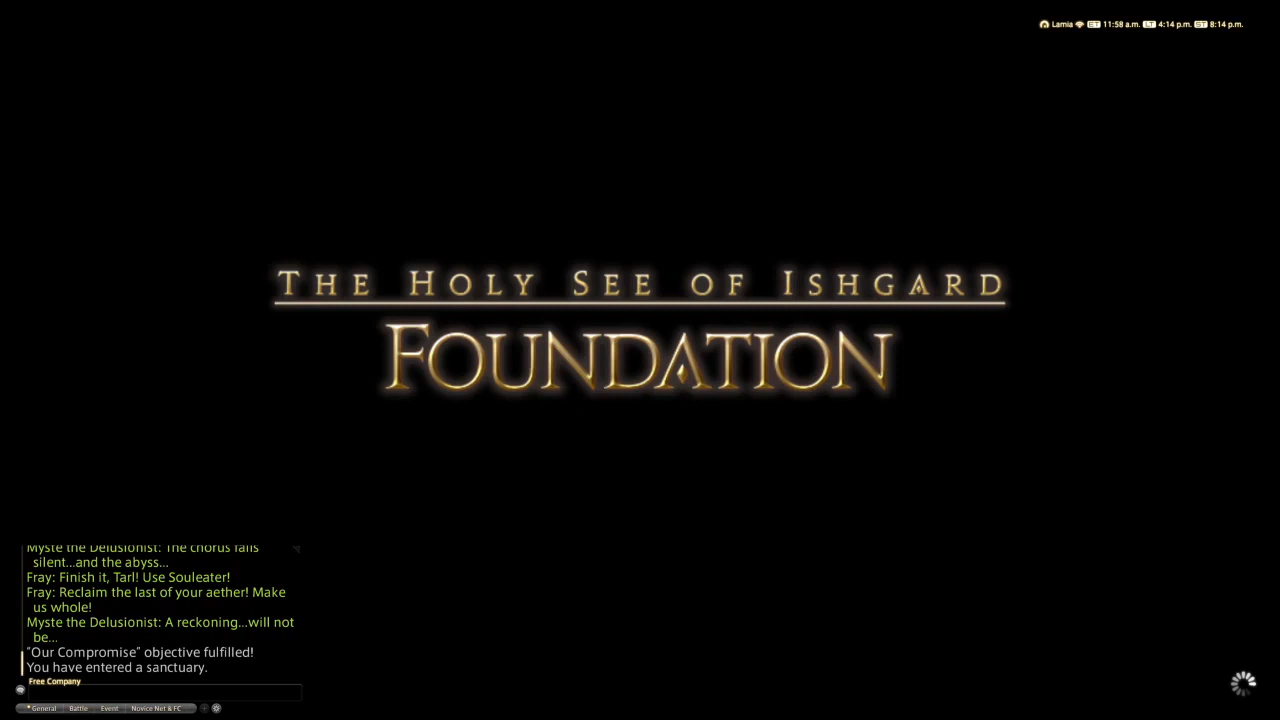 Lamia ET 11:58 a.m. LT 4:14 p.m. ST 8:14 p.m.
THE HOLY SEE OF ISHGARD
FOUNDATION
Myste the Delusionist: The chorus falls
silent...and the abyss...
Fray: Finish it, Tarl! Use Souleater!
Fray: Reclaim the last of your aether! Make
us whole!
Myste the Delusionist: A reckoning...will not
be...
"Our Compromise" objective fulfilled!
You have entered a sanctuary.
Free Company
General Battle Event Novice Net & FC